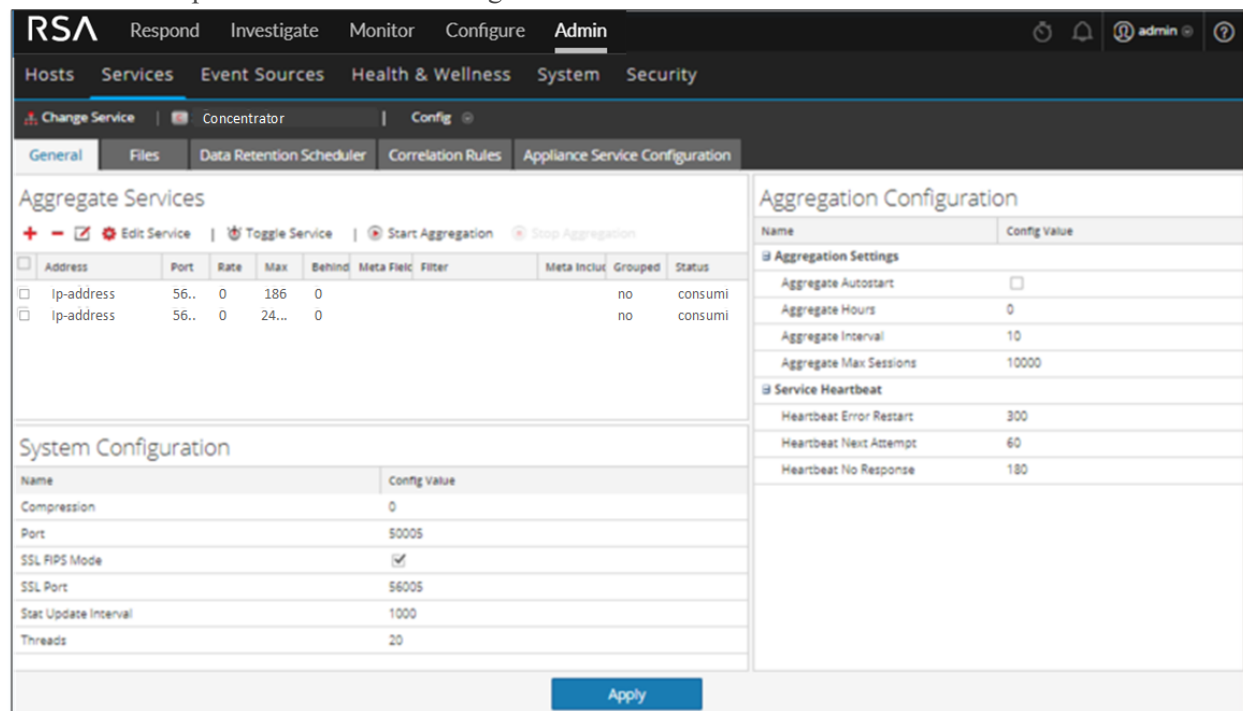 RSA Respond Investigate Monitor Configure Admin admin
Hosts Services Event Sources Health & Wellness System Security
Change Service | Concentrator | Config
General Files Data Retention Scheduler Correlation Rules Appliance Service Configuration
Aggregate Services
+ - Edit Service | Toggle Service | Start Aggregation Stop Aggregation
Address Port Rate Max Behind Meta Field Filter Meta Includ Grouped Status
Ip-address 56.. 0 186 0 no consumi
Ip-address 56.. 0 24... 0 no consumi
System Configuration
Name Config Value
Compression 0
Port 50005
SSL FIPS Mode
SSL Port 56005
Stat Update Interval 1000
Threads 20
Aggregation Configuration
Name Config Value
Aggregation Settings
Aggregate Autostart
Aggregate Hours 0
Aggregate Interval 10
Aggregate Max Sessions 10000
Service Heartbeat
Heartbeat Error Restart 300
Heartbeat Next Attempt 60
Heartbeat No Response 180
Apply